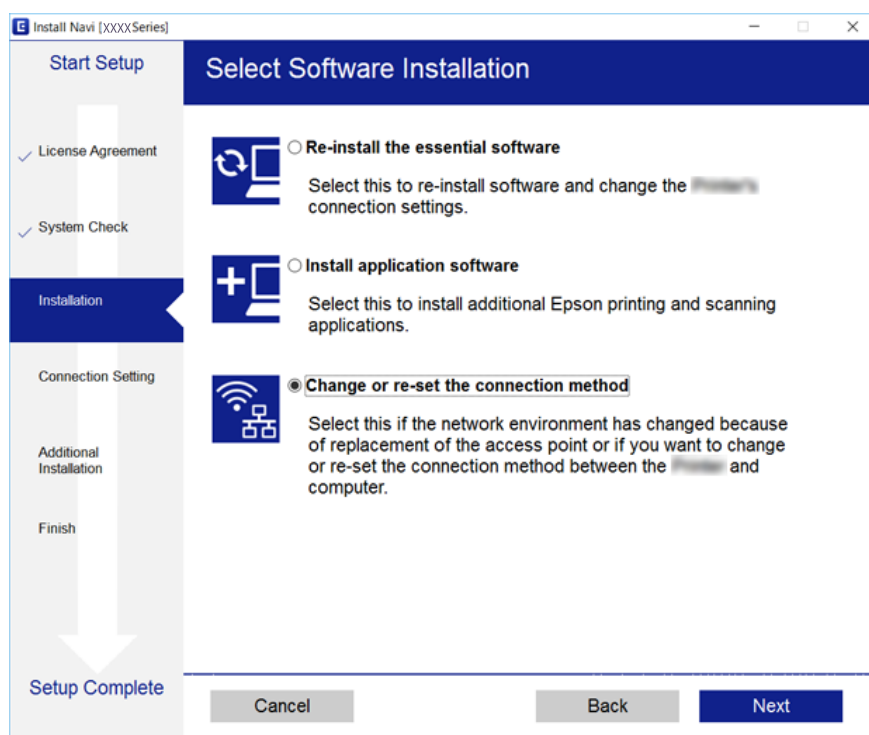 Install Navi [XXXX Series]
Start Setup
License Agreement
System Check
Installation
Connection Setting
Additional
Installation
Finish
Setup Complete
Select Software Installation
Re-install the essential software
Select this to re-install software and change the
connection settings.
Install application software
Select this to install additional Epson printing and scanning
applications.
Change or re-set the connection method
Select this if the network environment has changed because
of replacement of the access point or if you want to change
or re-set the connection method between the and
computer.
Cancel
Back
Next